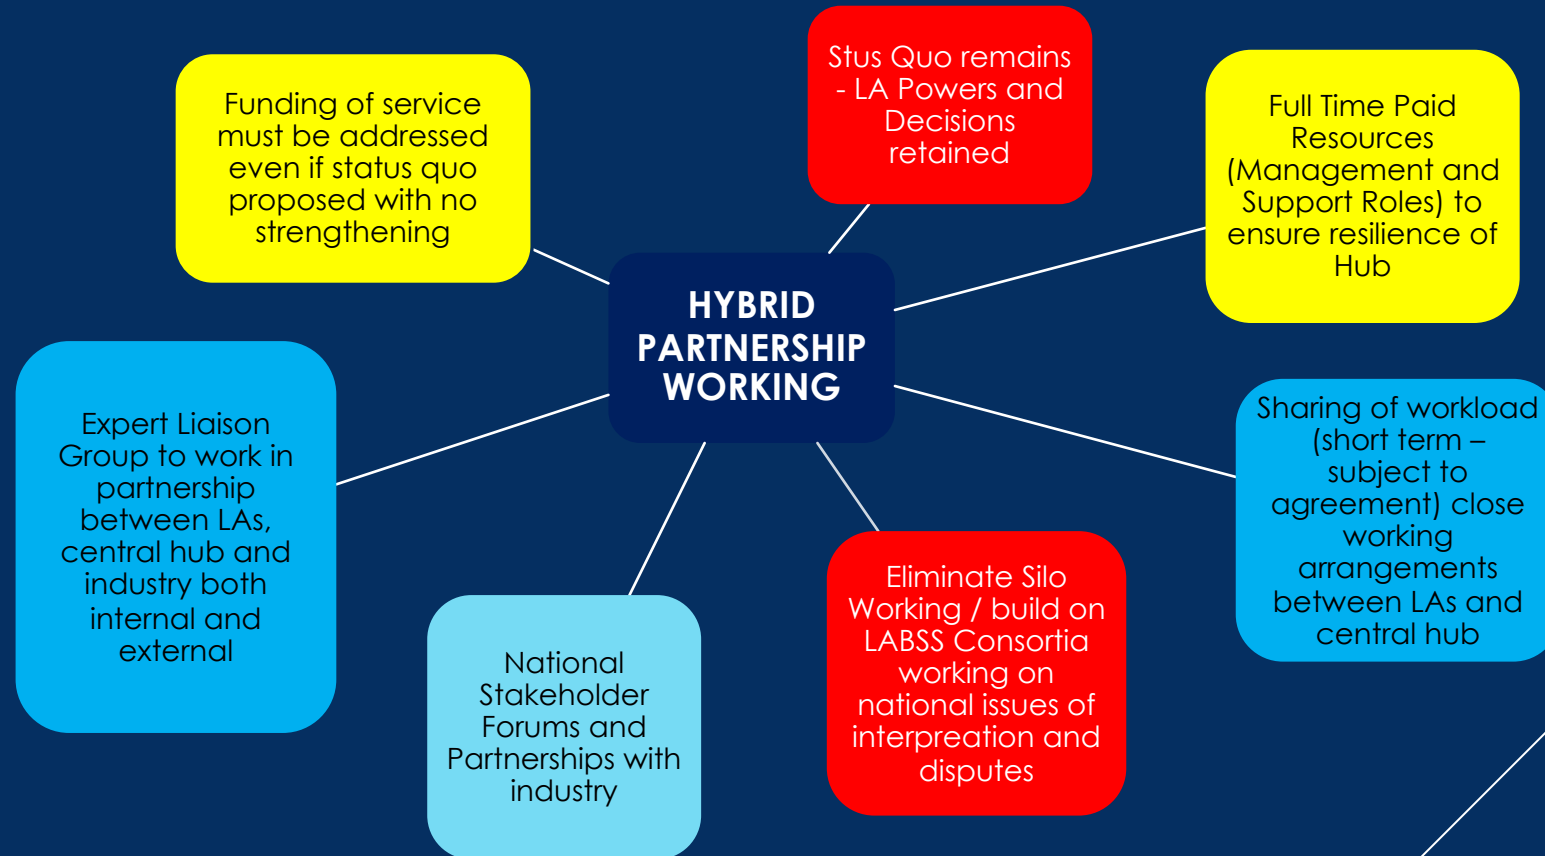 Stus Quo remains
- LA Powers and
Decisions
retained
Funding of service
must be addressed
even if status quo
proposed with no
strengthening
Full Time Paid
Resources
(Management and
Support Roles) to
ensure resilience of
Hub
HYBRID
PARTNERSHIP
WORKING
Expert Liaison
Group to work in
partnership
between LAs,
central hub and
industry both
internal and
external
Sharing of workload
(short term –
subject to
agreement) close
working
arrangements
between LAs and
central hub
National
Stakeholder
Forums and
Partnerships with
industry
Eliminate Silo
Working / build on
LABSS Consortia
working on
national issues of
interpreation and
disputes